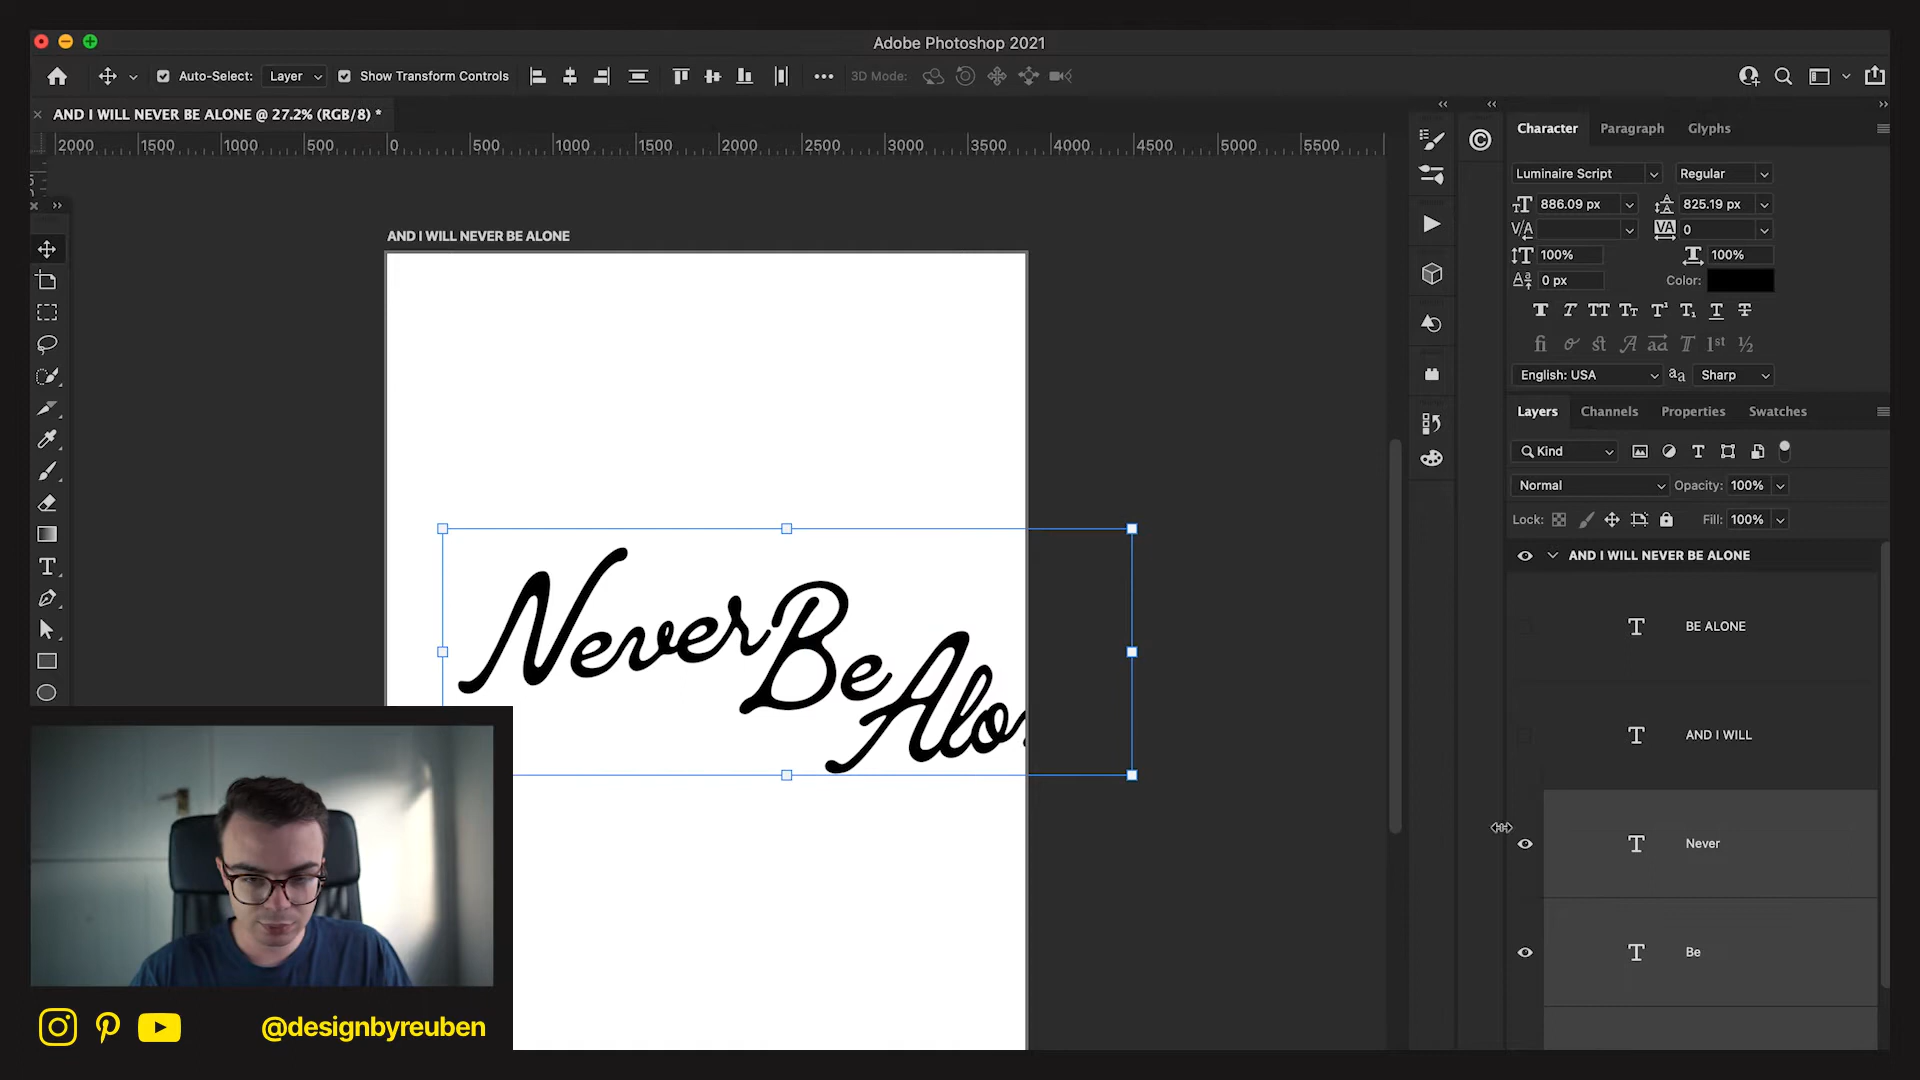 Adobe Photoshop 2021
Auto-Select: Layer Show Transform Controls 3D Mode:
AND I WILL NEVER BE ALONE @ 27.2% (RGB/8) *
2000 1500 1000 500 0 500 1000 1500 2000 2500 3000 3500 4000 4500 5000 5500
5
0
AND I WILL NEVER BE ALONE
Never Be Alo
Character Paragraph Glyphs
Luminaire Script Regular
886.09 px 825.19 px
0
100% 100%
0 px Color:
English: USA Sharp
Layers Channels Properties Swatches
Kind
Normal Opacity: 100%
Lock: Fill: 100%
AND I WILL NEVER BE ALONE
BE ALONE
AND I WILL
Never
Be
@designbyreuben